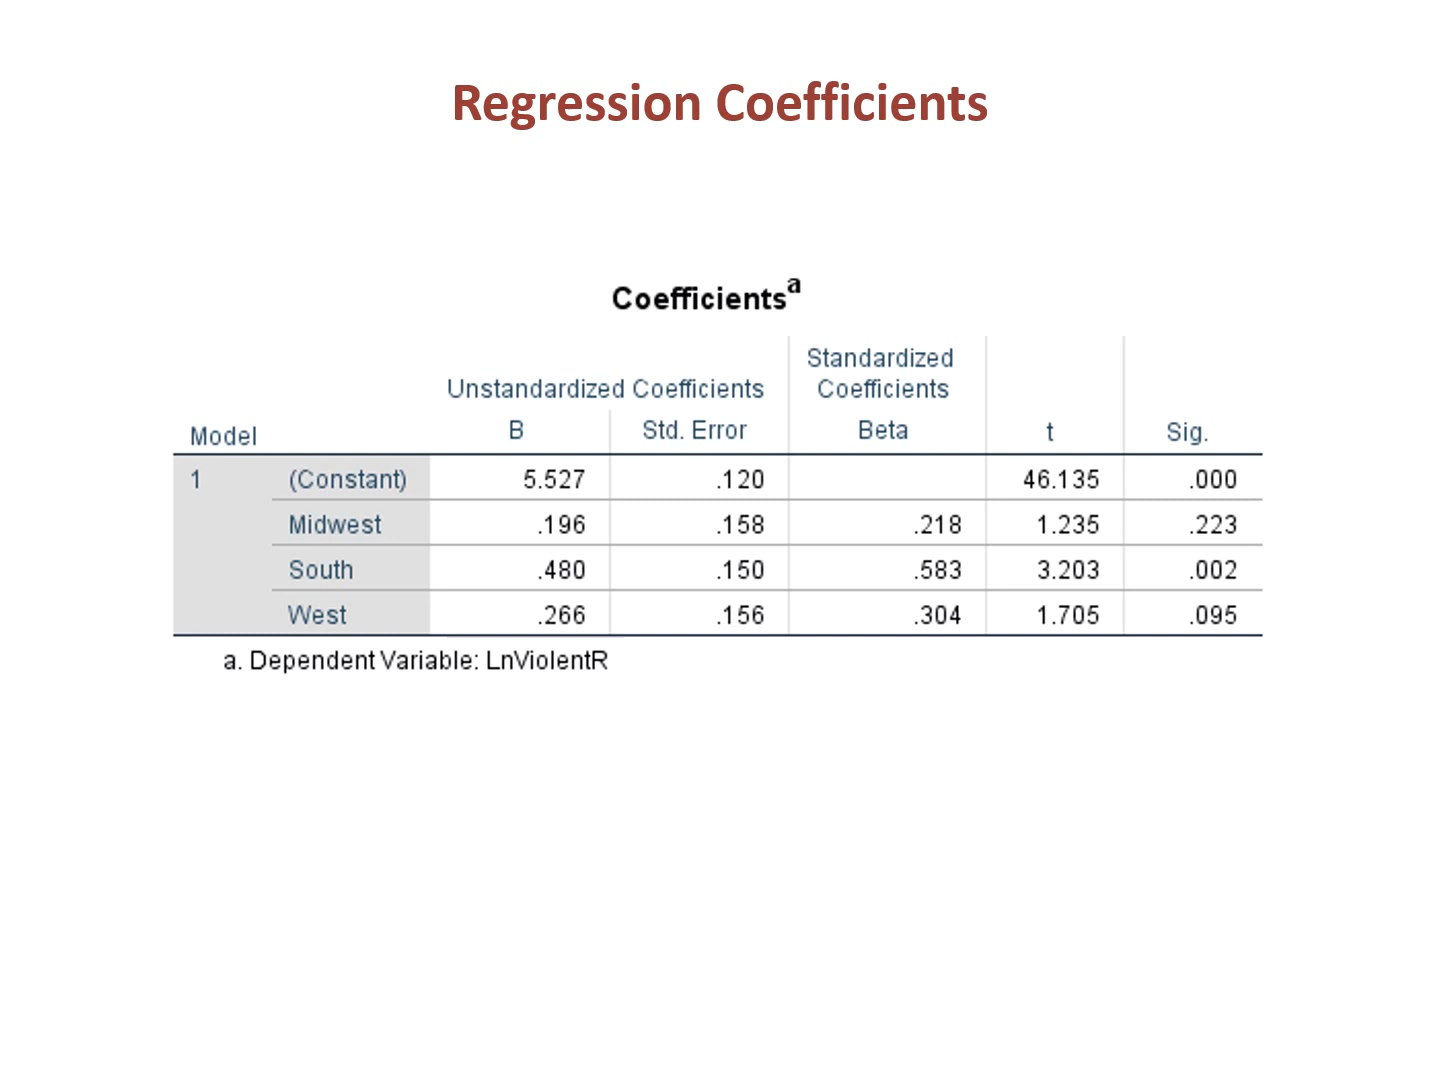 Regression Coefficients
Coefficientsa
Standardized
Unstandardized Coefficients Coefficients
Model B Std. Error Beta t Sig.
1 (Constant) 5.527 .120 46.135 .000
Midwest .196 .158 .218 1.235 .223
South .480 .150 .583 3.203 .002
West .266 .156 .304 1.705 .095
a. Dependent Variable: LnViolentR